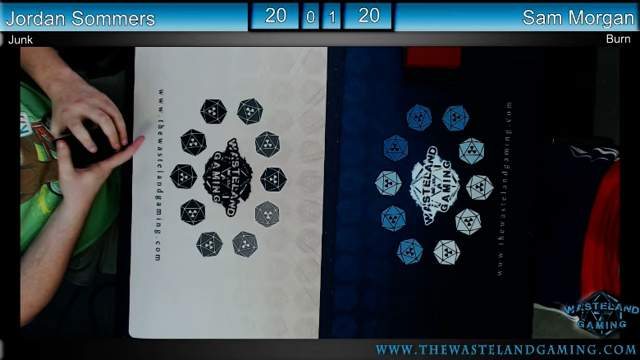 Jordan Sommers 20 0 1 20 Sam Morgan
Junk Burn
www.thewastelandgaming.com
WASTELAND
GAMING
WASTELAND
GAMING
www.thewastelandgaming.com
WASTELAND
GAMING
WWW.THEWASTELANDGAMING.COM